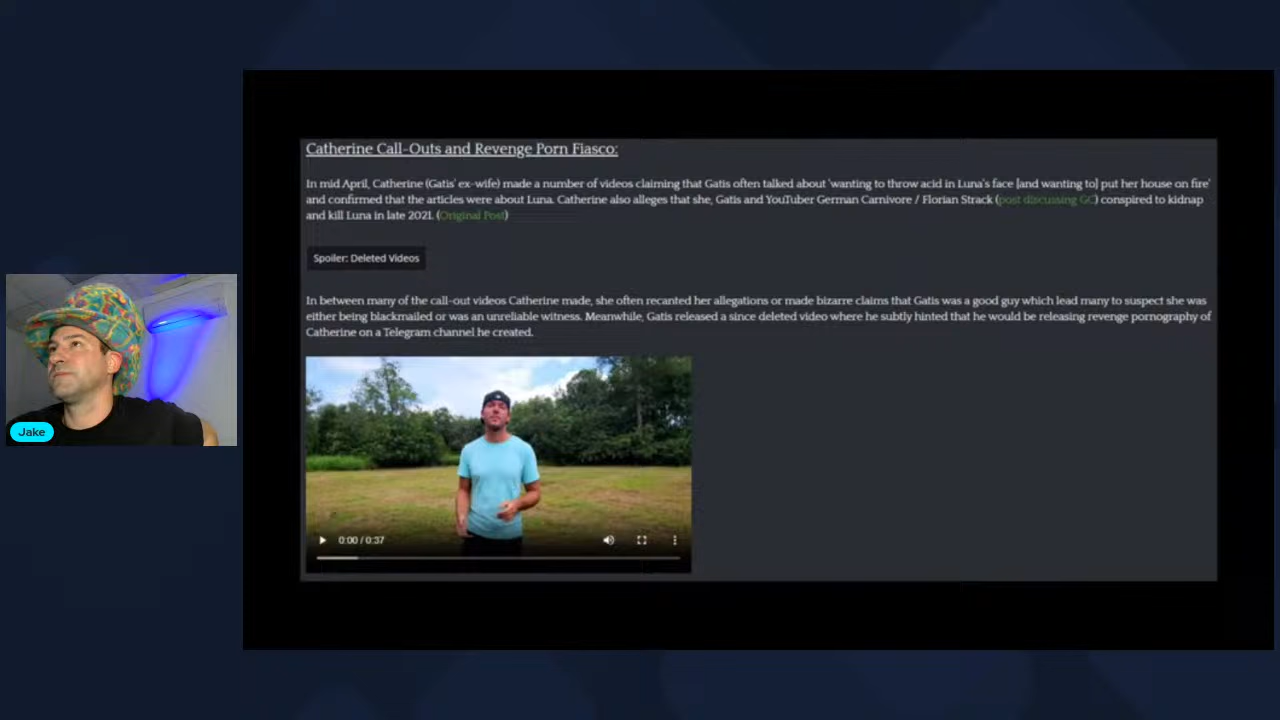 Catherine Call-Outs and Revenge Porn Fiasco:
In mid April, Catherine (Gatis' ex-wife) made a number of videos claiming that Gatis often talked about 'wanting to throw acid in Luna's face [and wanting to] put her house on fire'
and confirmed that the articles were about Luna. Catherine also alleges that she, Gatis and YouTuber German Carnivore / Florian Strack (post discussing GC) conspired to kidnap
and kill Luna in late 2021. (Original Post)
Spoiler: Deleted Videos
In between many of the call-out videos Catherine made, she often recanted her allegations or made bizarre claims that Gatis was a good guy which lead many to suspect she was
either being blackmailed or was an unreliable witness. Meanwhile, Gatis released a since deleted video where he subtly hinted that he would be releasing revenge pornography of
Catherine on a Telegram channel he created.
0:00 / 0:37
Jake